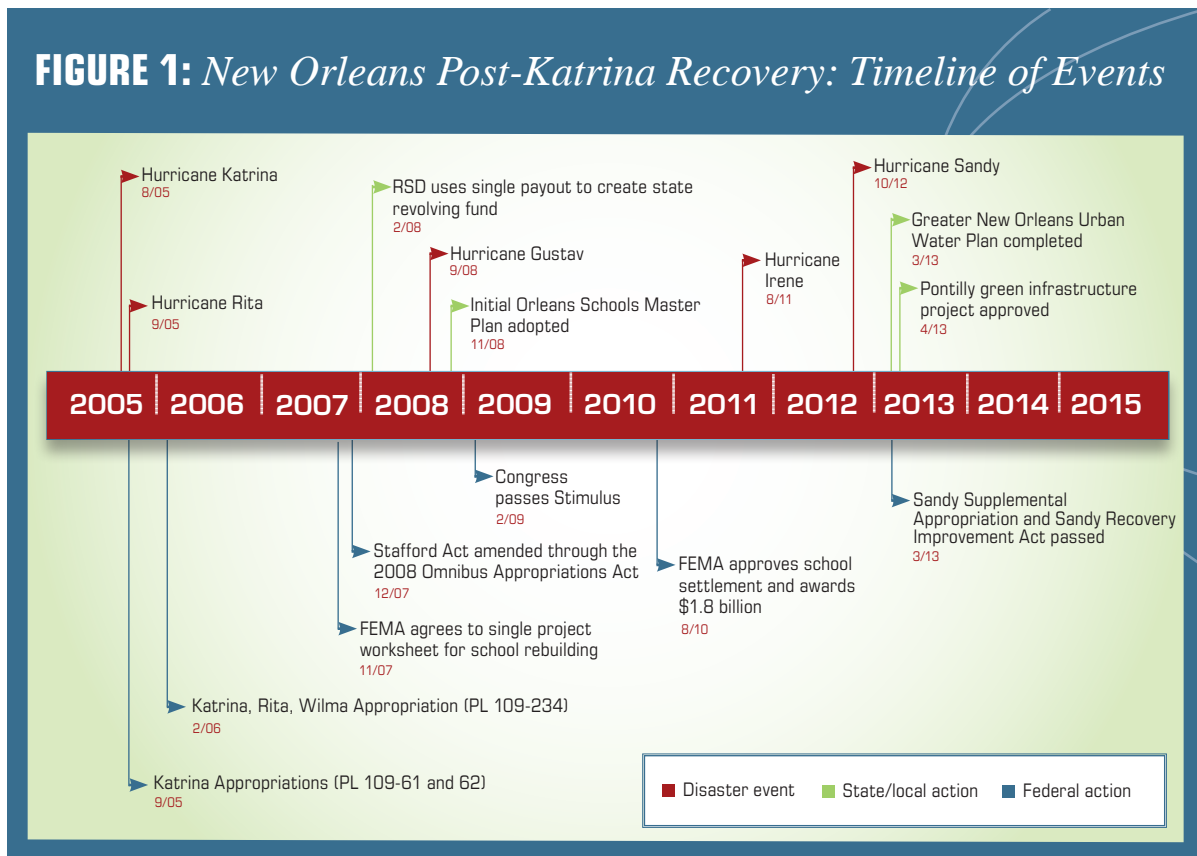 FIGURE 1: New Orleans Post-Katrina Recovery: Timeline of Events
Hurricane Katrina
8/05
Hurricane Rita
9/05
RSD uses single payout to create state
revolving fund
2/08
Hurricane Gustav
9/08
Initial Orleans Schools Master
Plan adopted
11/08
Hurricane
Irene
8/11
Hurricane Sandy
10/12
Greater New Orleans Urban
Water Plan completed
3/13
Pontilly green infrastructure
project approved
4/13
2005 2006 2007 2008 2009 2010 2011 2012 2013 2014 2015
Congress
passes Stimulus
2/09
Stafford Act amended through the
2008 Omnibus Appropriations Act
12/07
FEMA agrees to single project
worksheet for school rebuilding
11/07
Katrina, Rita, Wilma Appropriation (PL 109-234)
2/06
Katrina Appropriations (PL 109-61 and 62)
9/05
FEMA approves school
settlement and awards
$1.8 billion
8/10
Sandy Supplemental
Appropriation and Sandy Recovery
Improvement Act passed
3/13
Disaster event State/local action Federal action